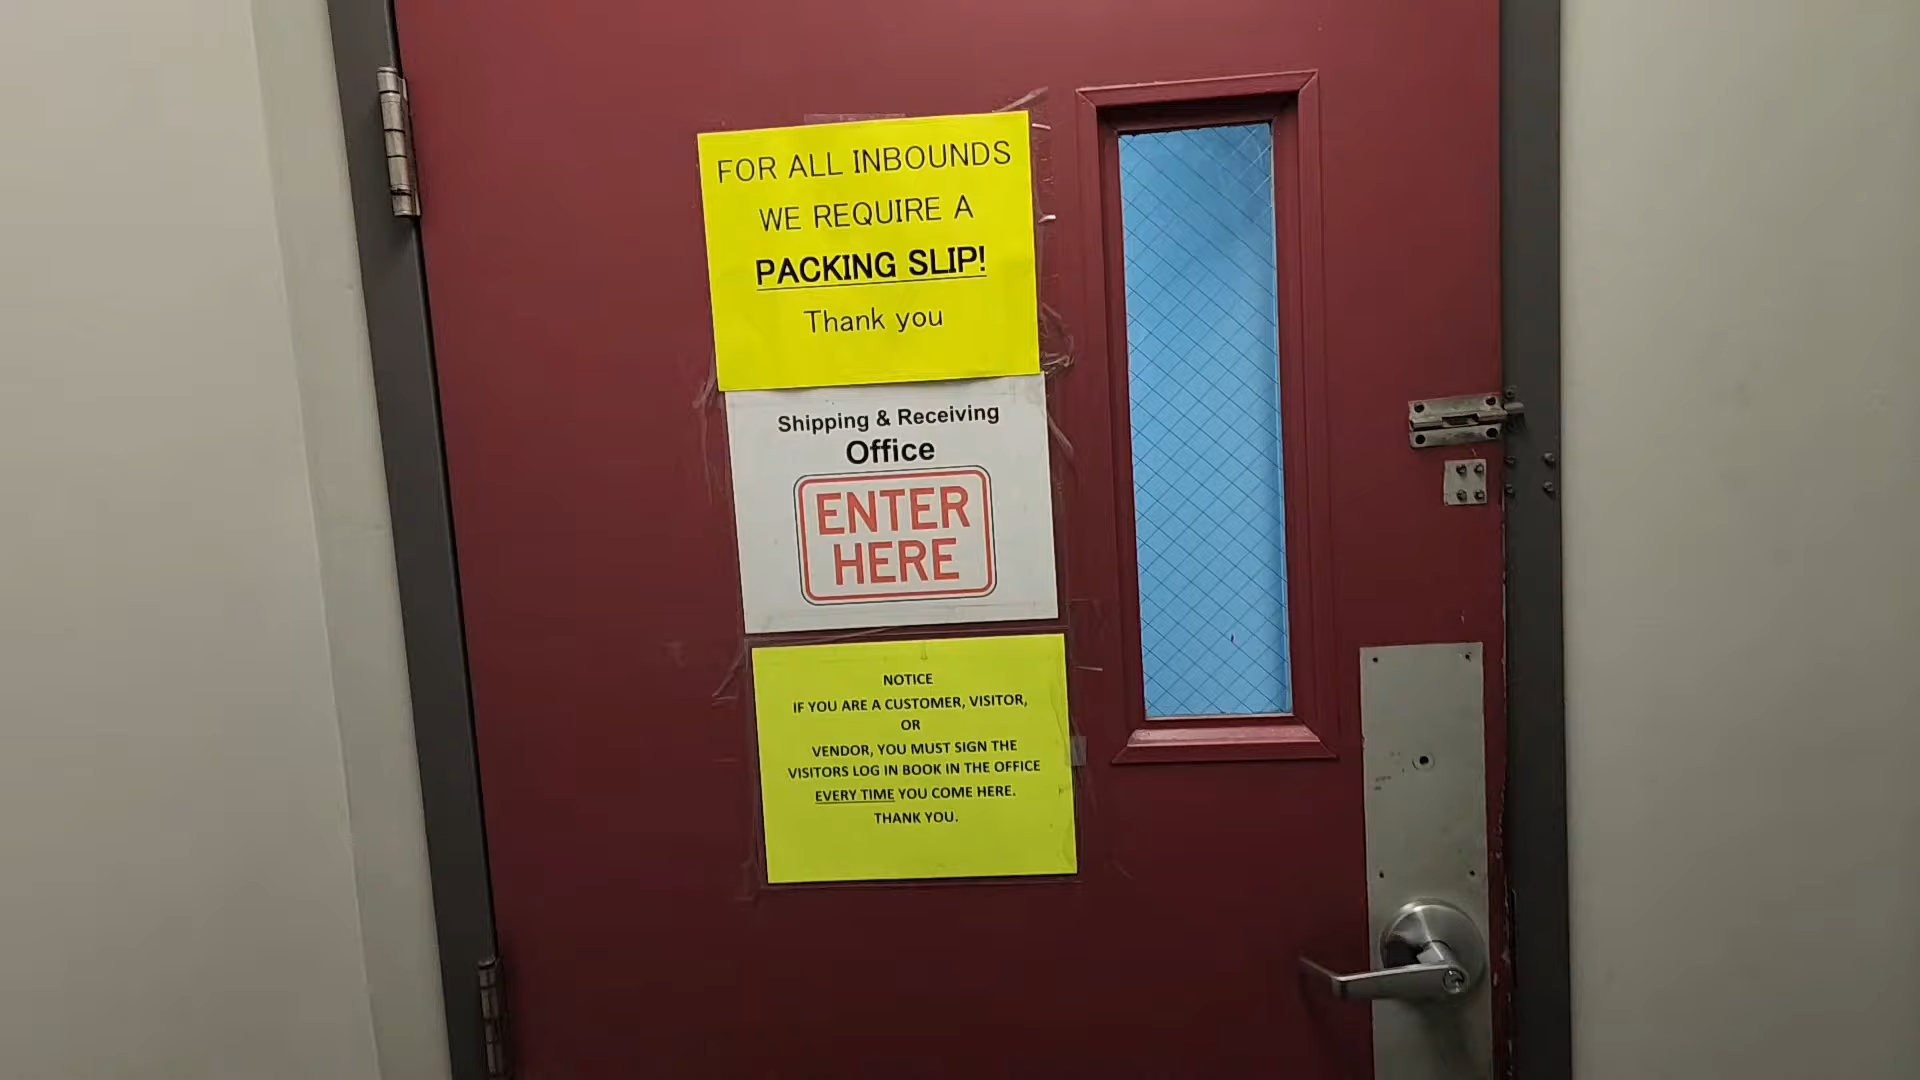 FOR ALL INBOUNDS
WE REQUIRE A
PACKING SLIP!
Thank you
Shipping & Receiving
Office
ENTER
HERE
NOTICE
IF YOU ARE A CUSTOMER, VISITOR,
OR
VENDOR, YOU MUST SIGN THE
VISITORS LOG IN BOOK IN THE OFFICE
EVERY TIME YOU COME HERE.
THANK YOU.